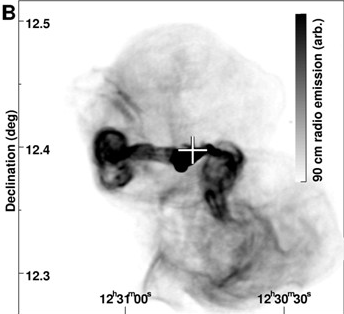 B
12.5
12.4
12.3
Declination (deg)
90 cm radio emission (arb.)
12ʰ31ᵐ00ˢ
12ʰ30ᵐ30ˢ